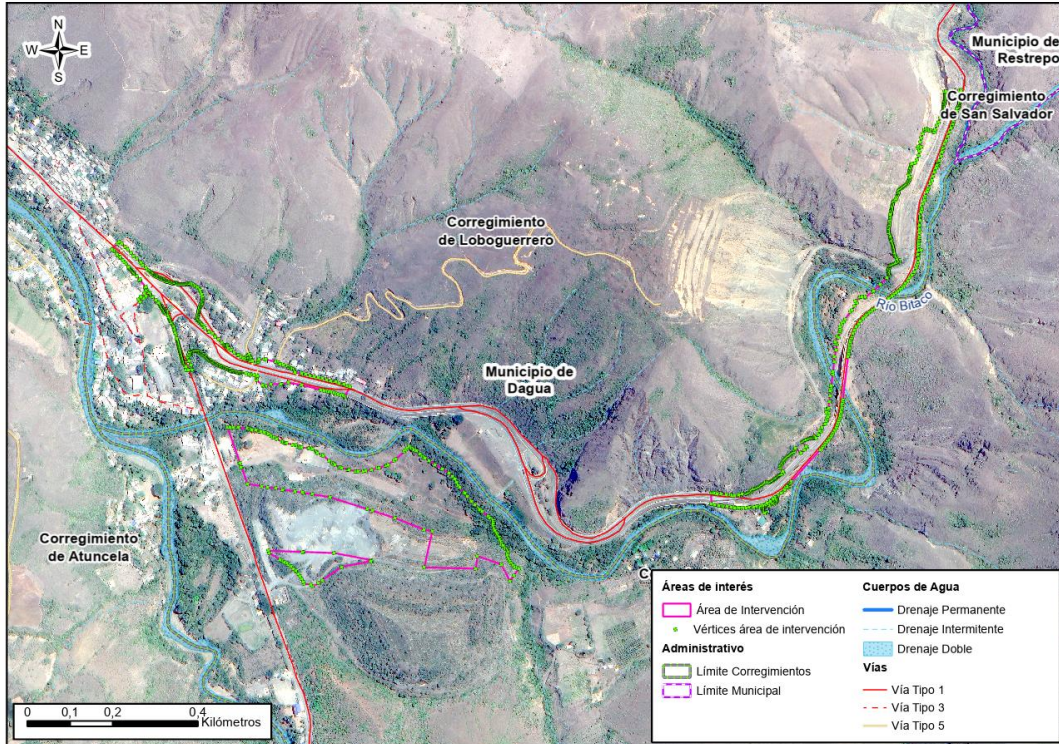 N
W E
S
Municipio de
Restrepo
Corregimiento
de San Salvador
Corregimiento
de Loboguerrero
Río Bitaco
Municipio de
Dagua
Corregimiento
de Atuncela
Áreas de interés
Área de Intervención
Vértices área de intervención
Administrativo
Límite Corregimientos
Límite Municipal
Cuerpos de Agua
Drenaje Permanente
Drenaje Intermitente
Drenaje Doble
Vías
Vía Tipo 1
Vía Tipo 3
Vía Tipo 5
0 0,1 0,2 0,4
Kilómetros